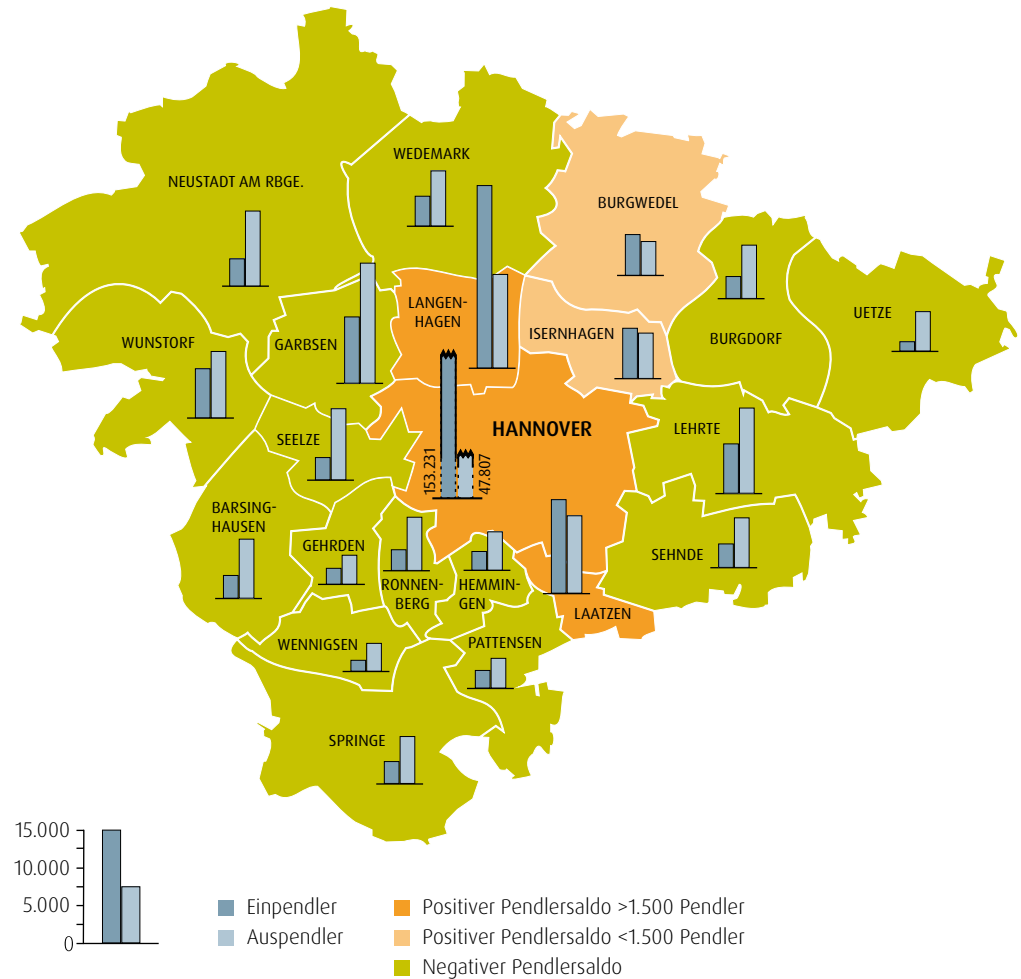 WEDEMARK
NEUSTADT AM RBGE.
BURGWEDEL
LANGEN-
HAGEN
UETZE
ISERNHAGEN
BURGDORF
WUNSTORF
GARBSEN
HANNOVER
LEHRTE
SEELZE
153.231
47.807
BARSING-
HAUSEN
GEHRDEN
SEHNDE
RONNEN-
BERG
HEMMIN-
GEN
LAATZEN
WENNIGSEN
PATTENSEN
SPRINGE
15.000
10.000
5.000
0
Einpendler
Auspendler
Positiver Pendlersaldo >1.500 Pendler
Positiver Pendlersaldo <1.500 Pendler
Negativer Pendlersaldo